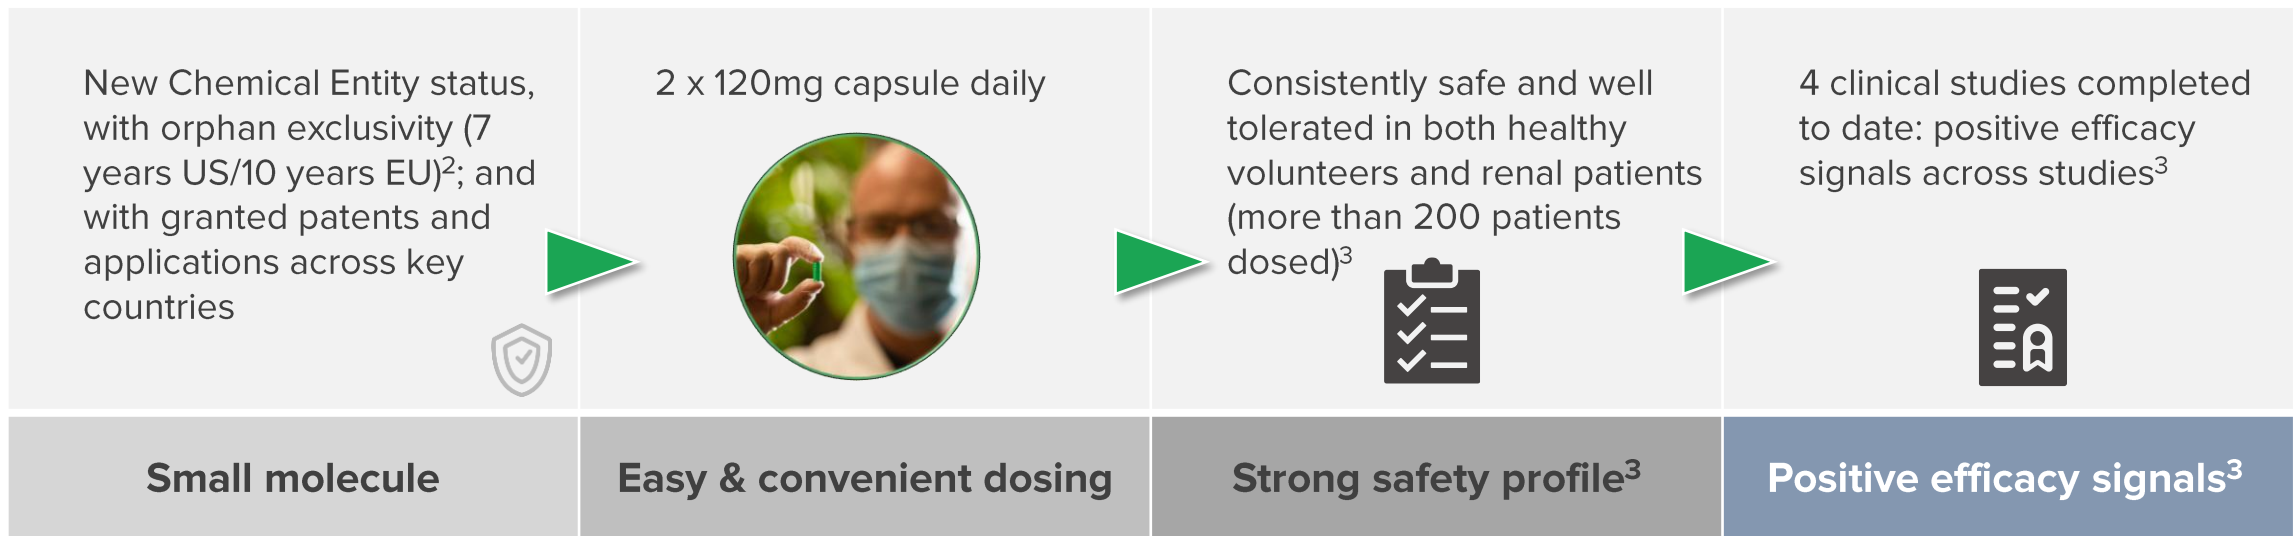 New Chemical Entity status,
with orphan exclusivity (7
years US/10 years EU)²; and
with granted patents and
applications across key
countries
Small molecule
2 x 120mg capsule daily
Easy & convenient dosing
Consistently safe and well
tolerated in both healthy
volunteers and renal patients
(more than 200 patients
dosed)³
Strong safety profile³
4 clinical studies completed
to date: positive efficacy
signals across studies³
Positive efficacy signals³